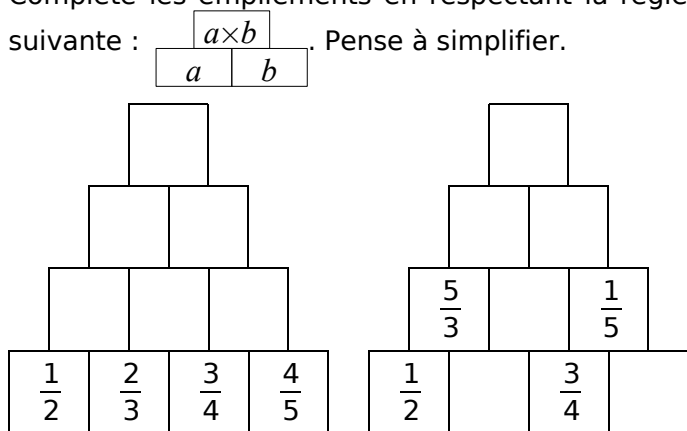 Complète les empilements en respectant la règle
suivante : a×b . Pense à simplifier.
a b
5/3 1/5
1/2 2/3 3/4 4/5 1/2 3/4